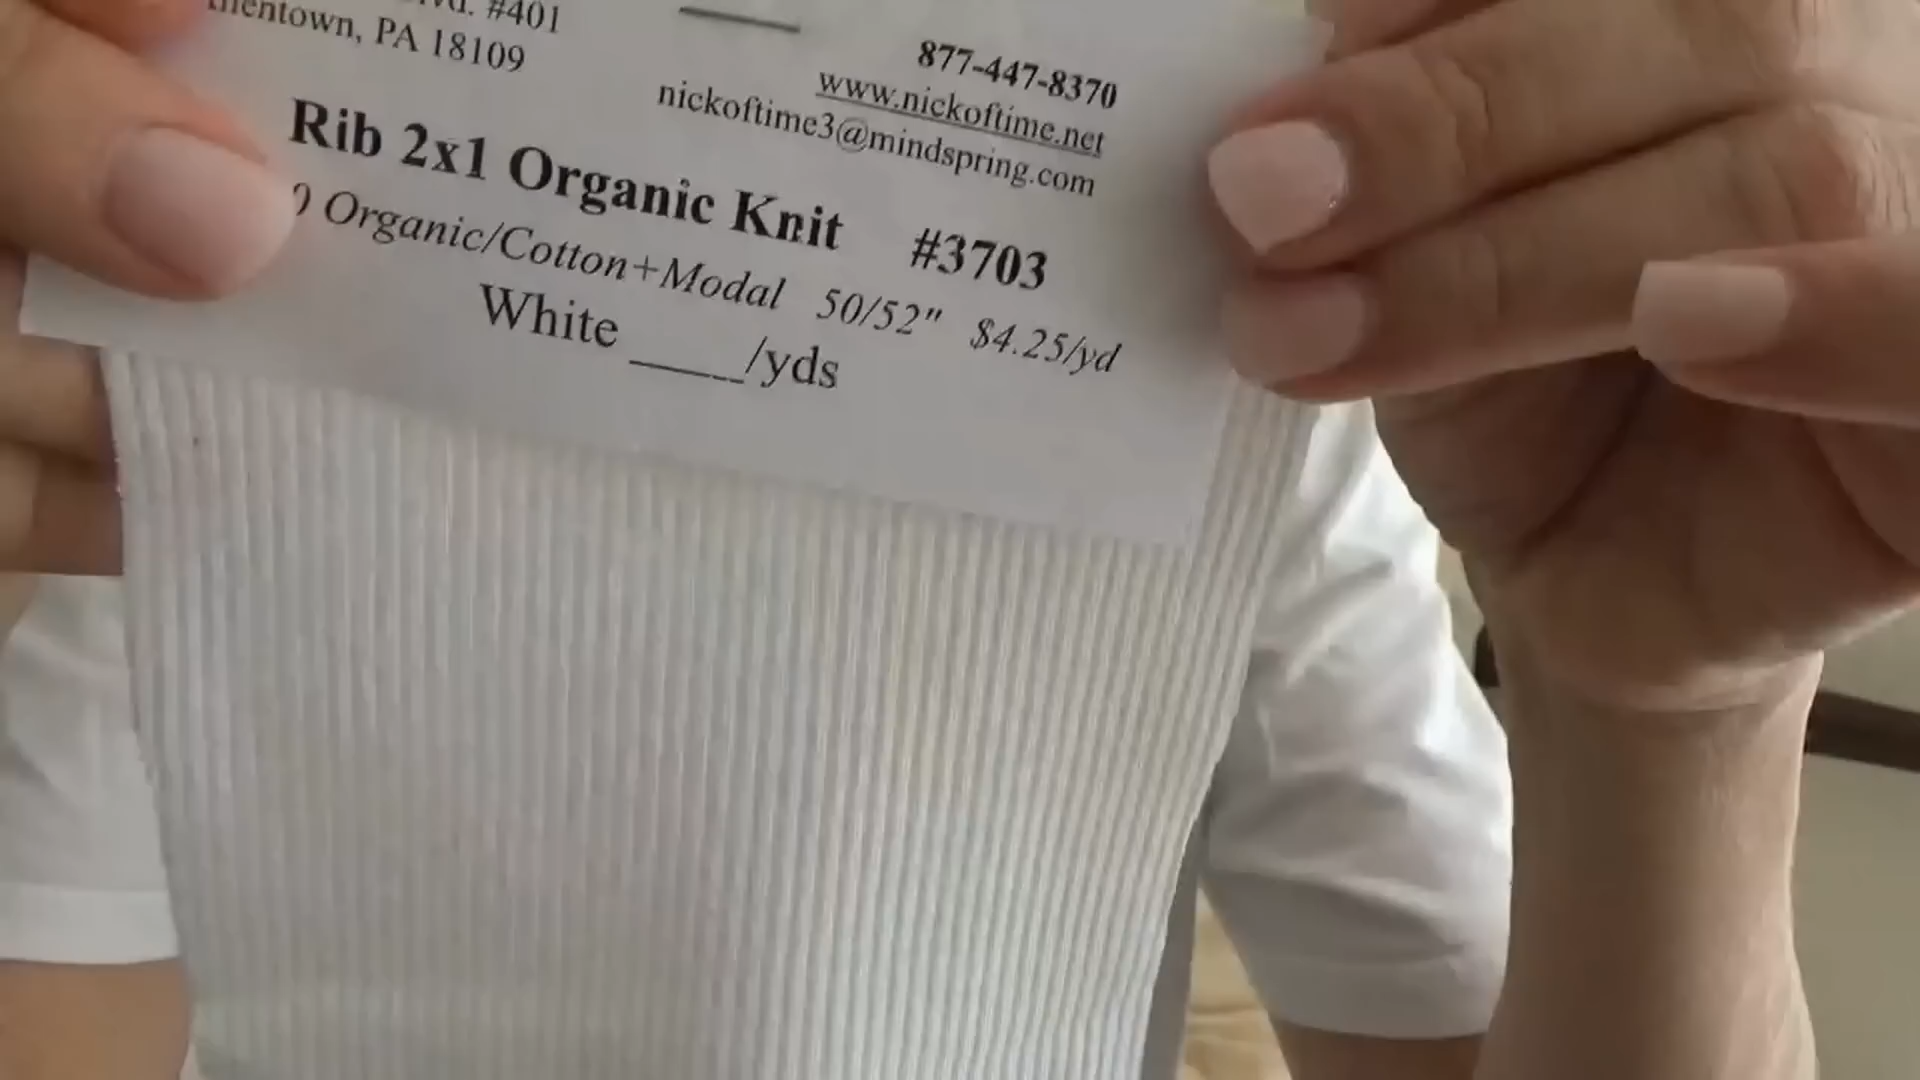 #401
PA 18109
877-447-8370
www.nickoftime.net
nickoftime3@mindspring.com
Rib 2x1 Organic Knit #3703
) Organic/Cotton+Modal 50/52" $4.25/yd
White ____/yds